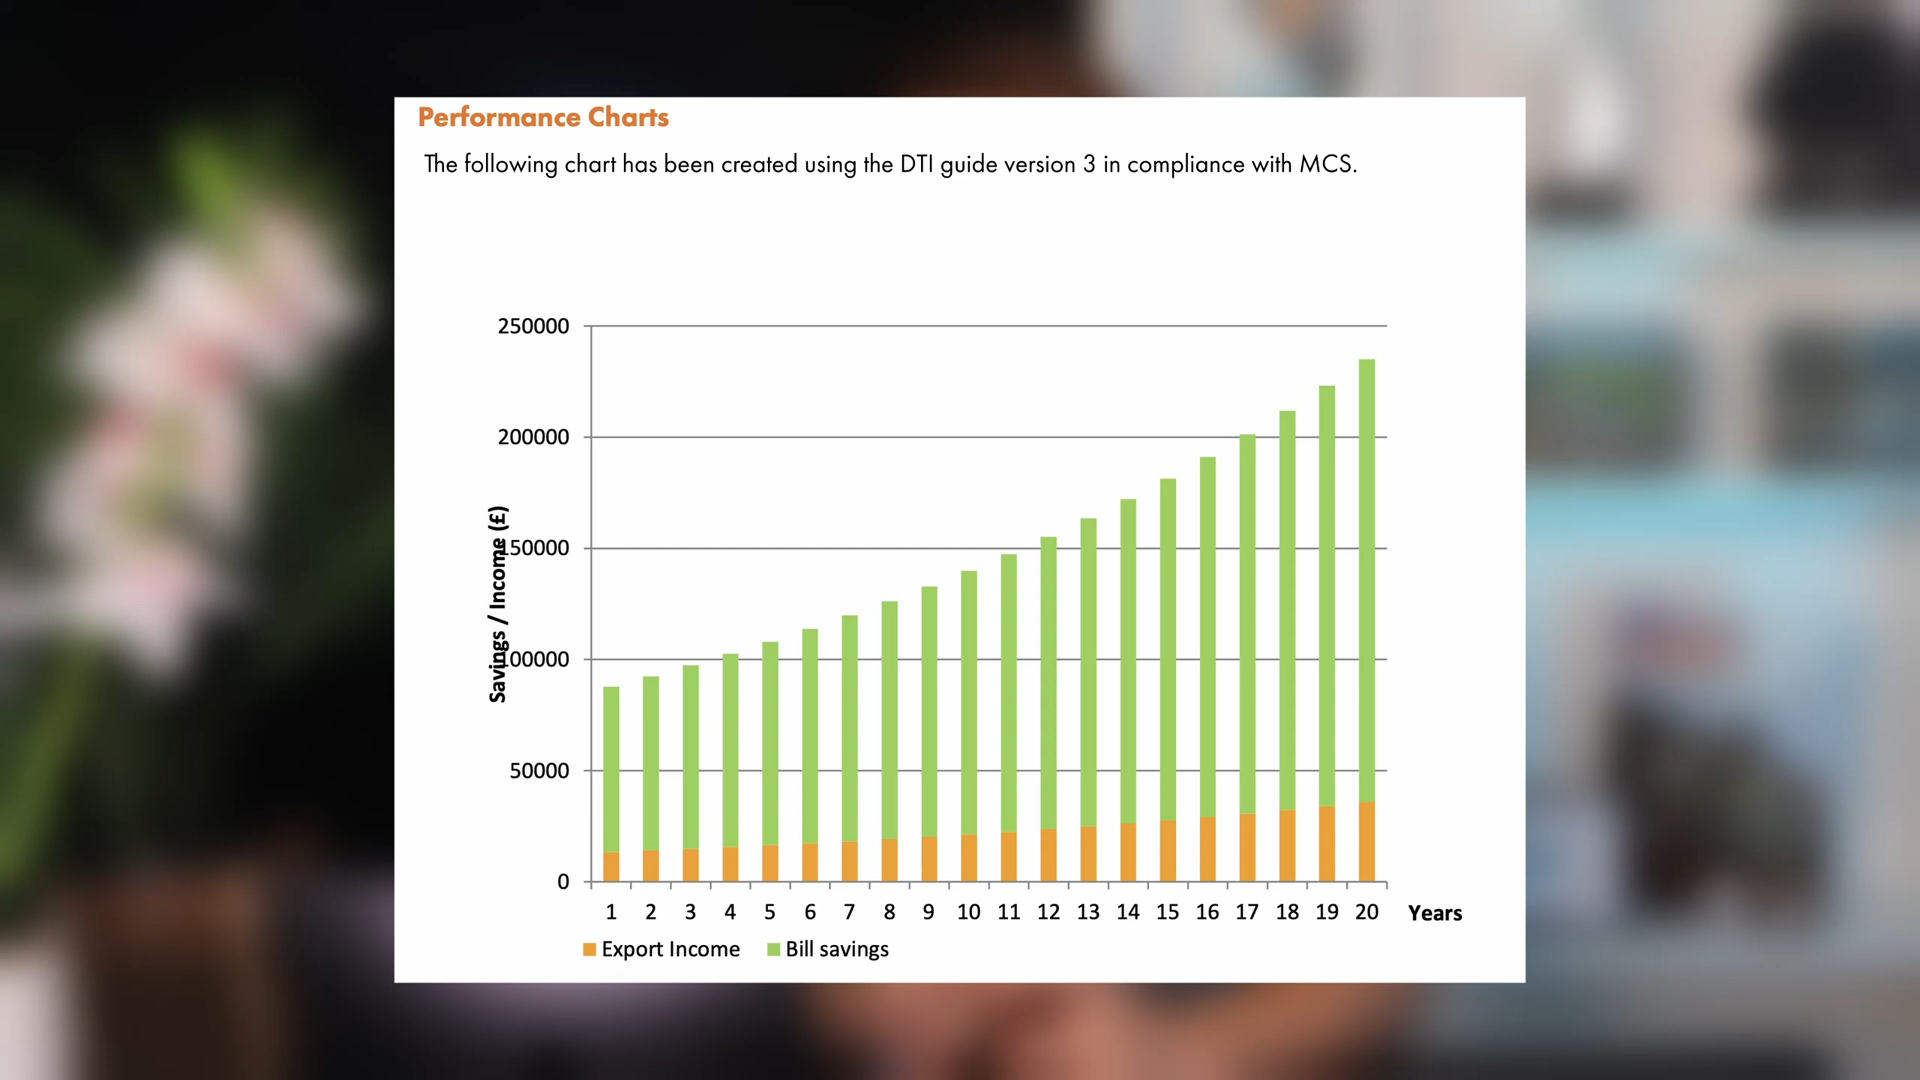 Performance Charts
The following chart has been created using the DTI guide version 3 in compliance with MCS.
Savings / Income (£)
250000
200000
150000
100000
50000
0
1 2 3 4 5 6 7 8 9 10 11 12 13 14 15 16 17 18 19 20 Years
Export Income Bill savings